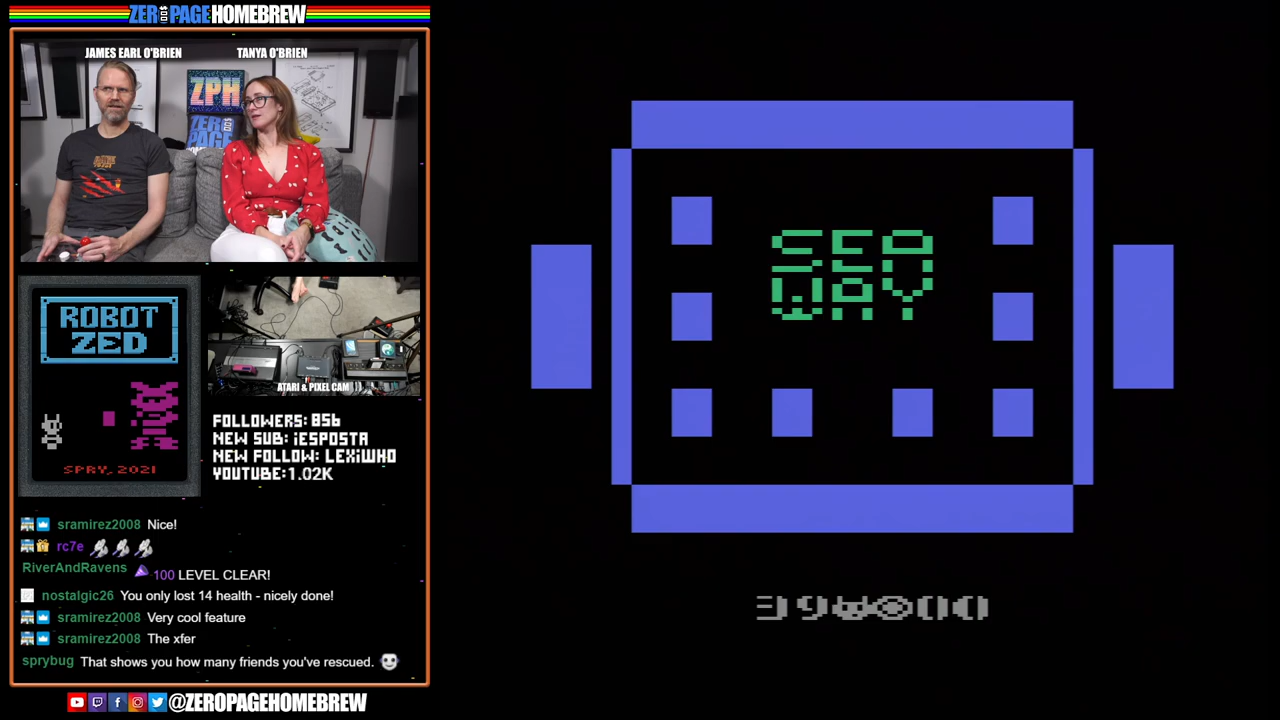 ZEROPAGEHOMEBREW
JAMES EARL O'BRIEN
TANYA O'BRIEN
ZPH
ZERO
PAGE
ROBOT
ZED
SPRY, 2021
ATARI & PIXEL CAM
FOLLOWERS: 856
NEW SUB: iESPOSTA
NEW FOLLOW: LEXiWHO
YOUTUBE:1.02K
sramirez2008 Nice!
rc7e
RiverAndRavens 100 LEVEL CLEAR!
nostalgic26 You only lost 14 health - nicely done!
sramirez2008 Very cool feature
sramirez2008 The xfer
sprybug That shows you how many friends you've rescued.
@ZEROPAGEHOMEBREW
WAY